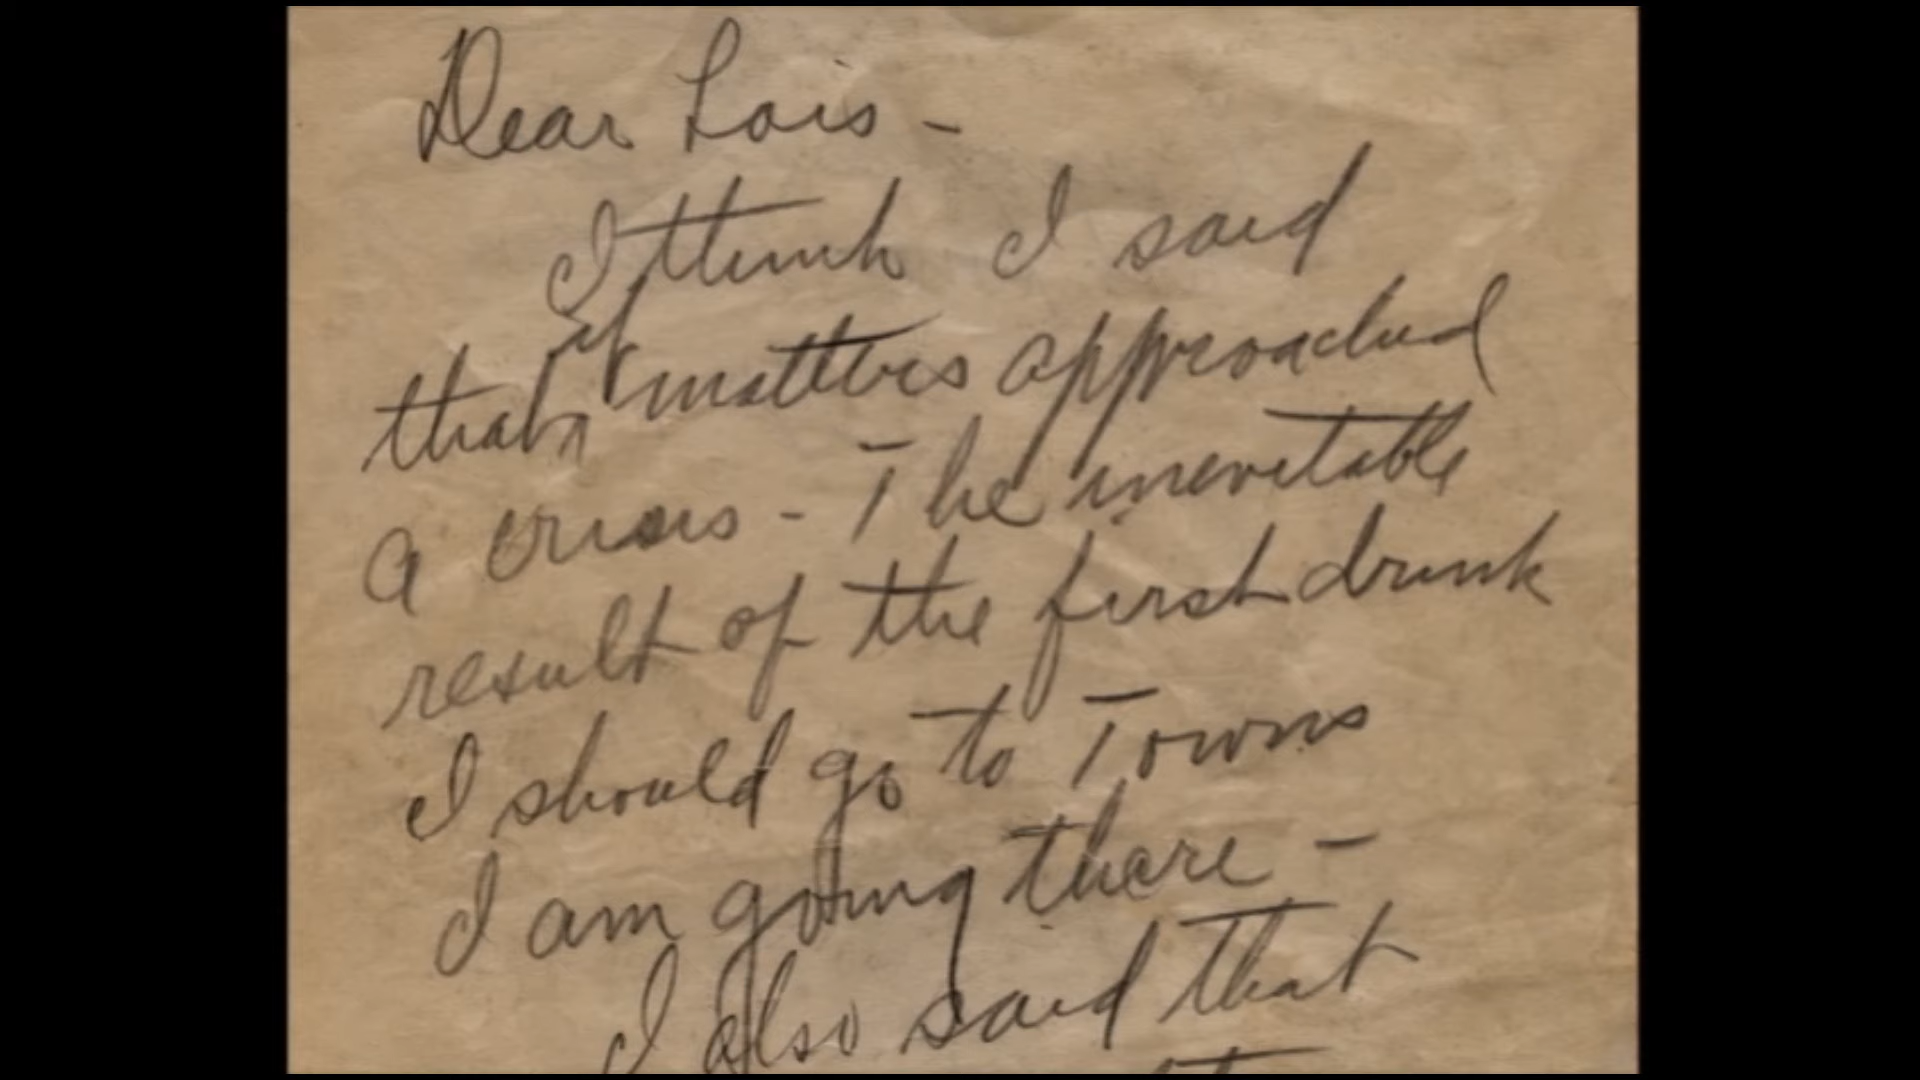 Dear Lois -
I think I said
that if matters approached
a crisis - The inevitable
result of the first drink
I should go to Towns
I am going there -
I also said that